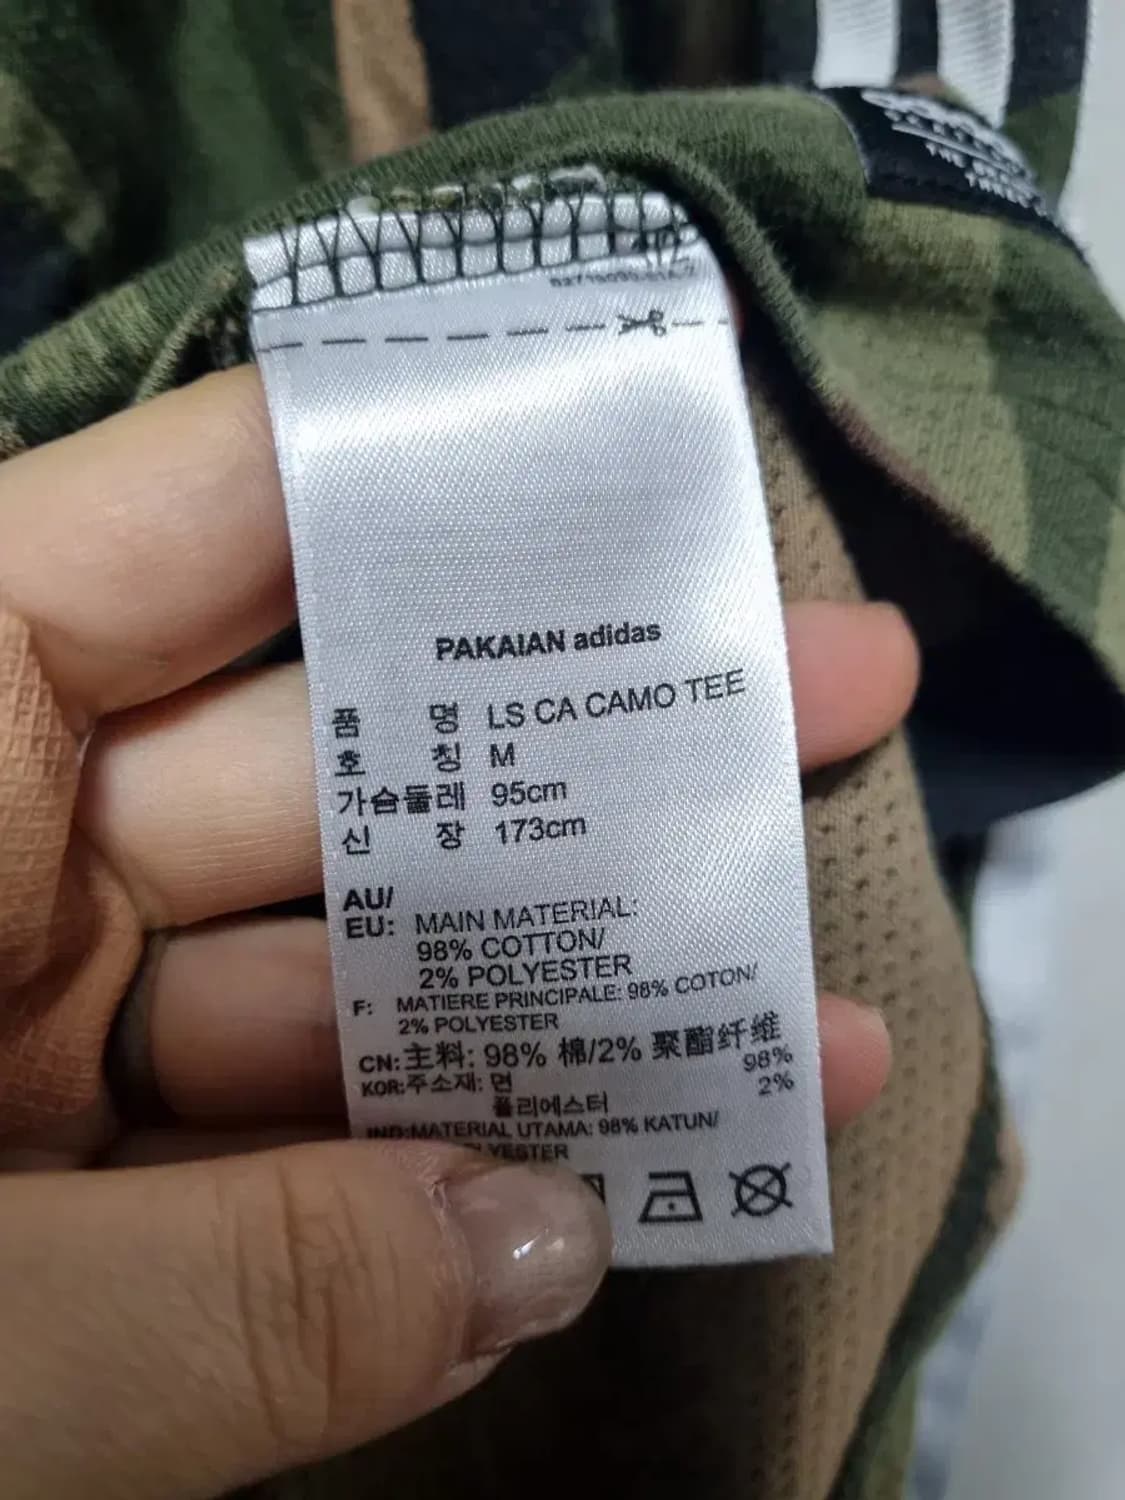 THE
PAKAIAN adidas
품 명 LS CA CAMO TEE
호 칭 M
가슴둘레 95cm
신 장 173cm
AU/
EU: MAIN MATERIAL:
98% COTTON/
2% POLYESTER
F: MATIERE PRINCIPALE: 98% COTON/
2% POLYESTER
CN: 主料: 98% 棉/2% 聚酯纤维
KOR: 주소재: 면 98%
폴리에스터 2%
IND: MATERIAL UTAMA: 98% KATUN/